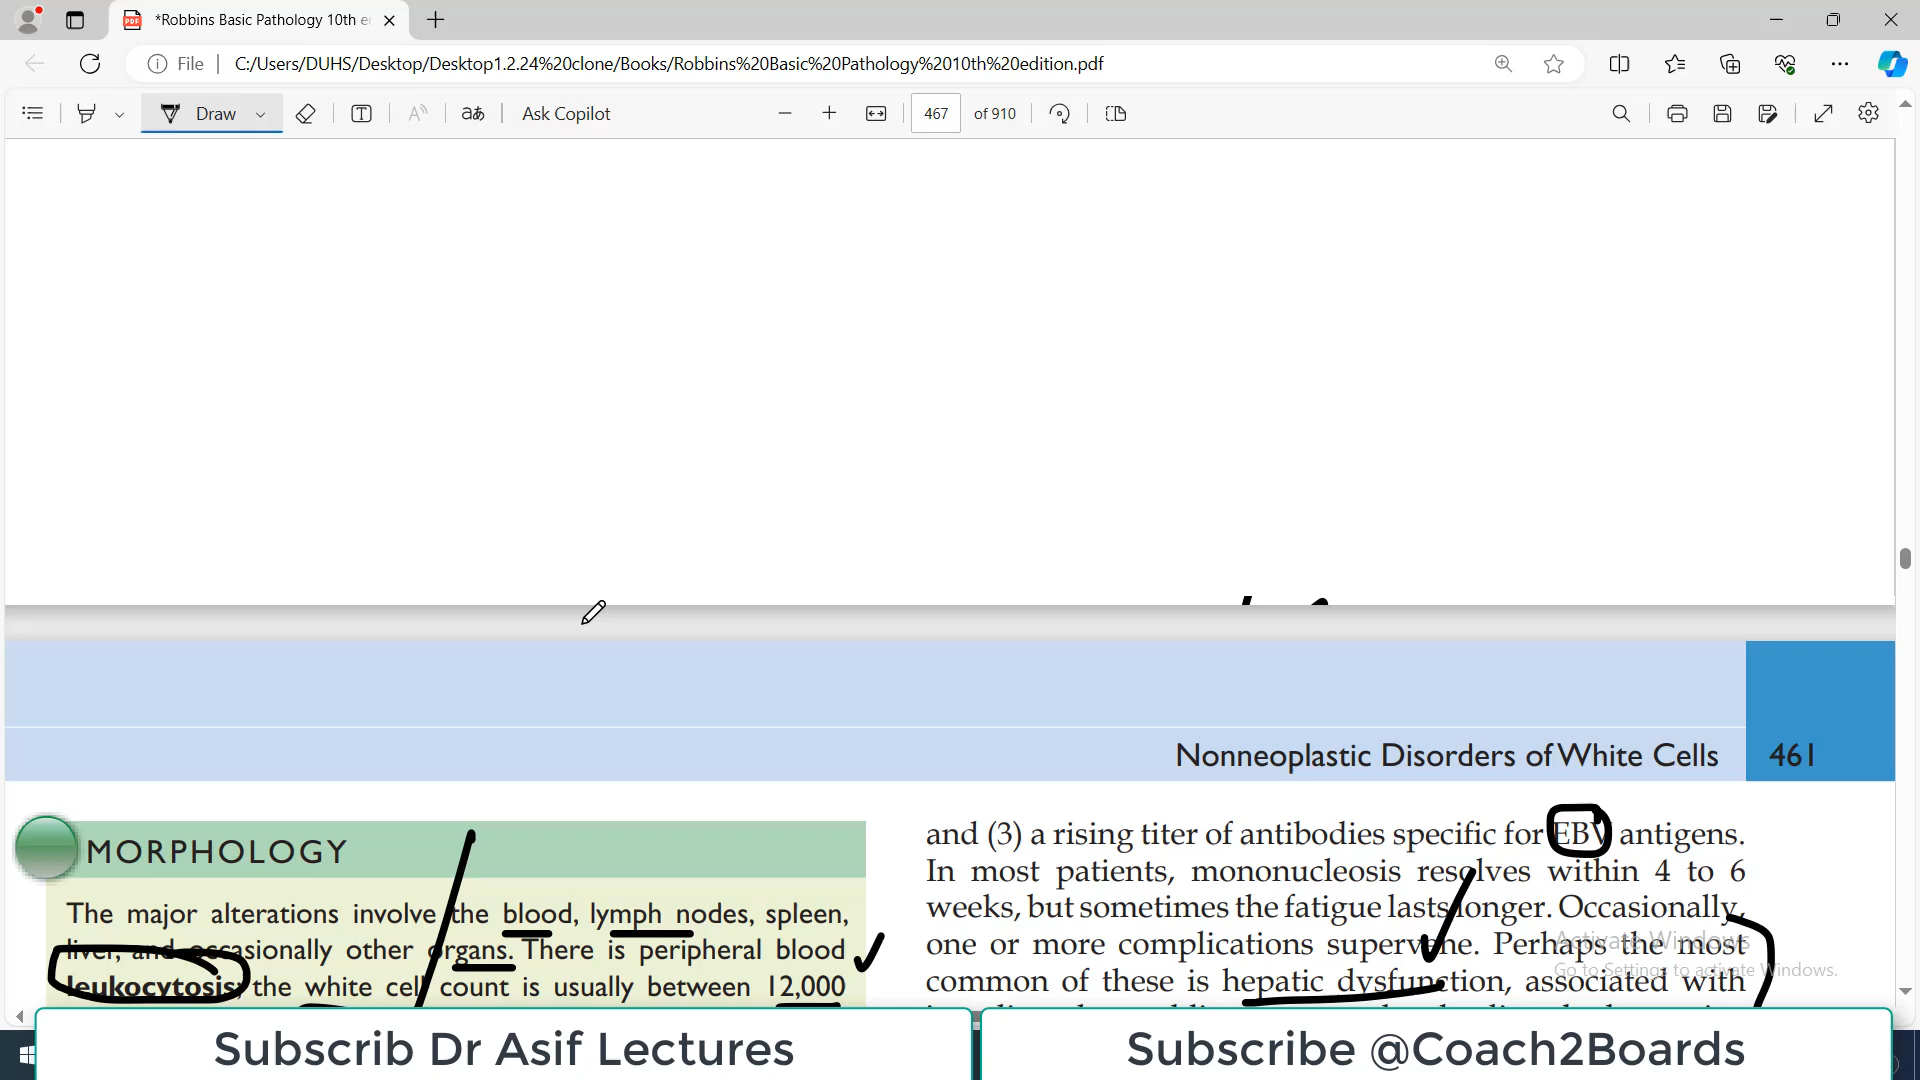 *Robbins Basic Pathology 10th e
File
C:/Users/DUHS/Desktop/Desktop1.2.24%20clone/Books/Robbins%20Basic%20Pathology%2010th%20edition.pdf
Draw
Ask Copilot
467 of 910
Nonneoplastic Disorders of White Cells 461
MORPHOLOGY
The major alterations involve the blood, lymph nodes, spleen,
liver, and occasionally other organs. There is peripheral blood
leukocytosis; the white cell count is usually between 12,000
and (3) a rising titer of antibodies specific for EBV antigens.
In most patients, mononucleosis resolves within 4 to 6
weeks, but sometimes the fatigue lasts longer. Occasionally,
one or more complications supervene. Perhaps the most
common of these is hepatic dysfunction, associated with
Activate Windows
Go to Settings to activate Windows.
Subscrib Dr Asif Lectures
Subscribe @Coach2Boards